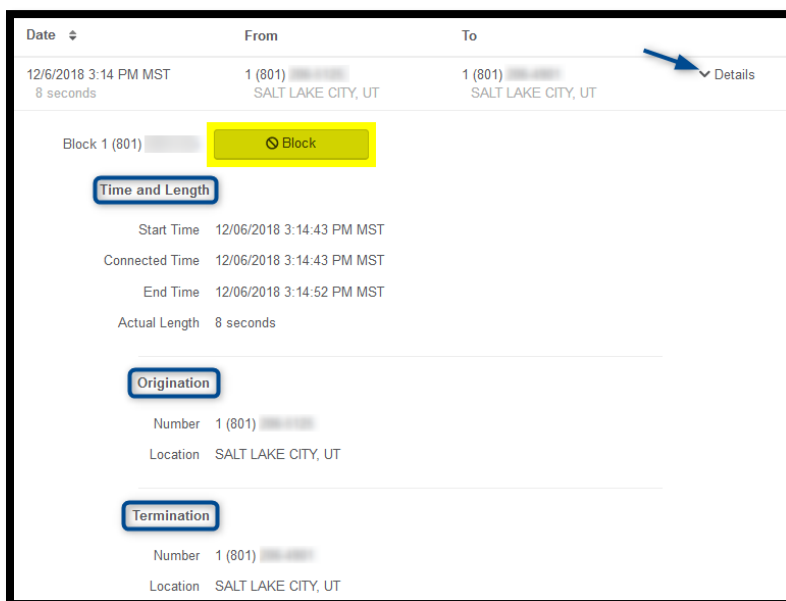 Date From To
12/6/2018 3:14 PM MST 1 (801) 1 (801) Details
8 seconds SALT LAKE CITY, UT SALT LAKE CITY, UT
Block 1 (801) Block
Time and Length
Start Time 12/06/2018 3:14:43 PM MST
Connected Time 12/06/2018 3:14:43 PM MST
End Time 12/06/2018 3:14:52 PM MST
Actual Length 8 seconds
Origination
Number 1 (801)
Location SALT LAKE CITY, UT
Termination
Number 1 (801)
Location SALT LAKE CITY, UT